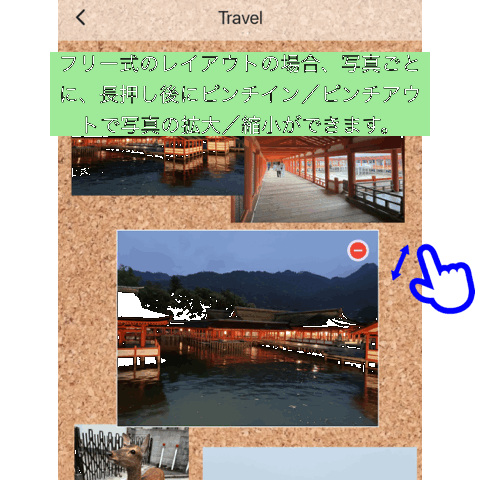 Travel
フリー式のレイアウトの場合、写真ごと
に、長押し後にピンチイン／ピンチアウ
トで写真の拡大／縮小ができます。